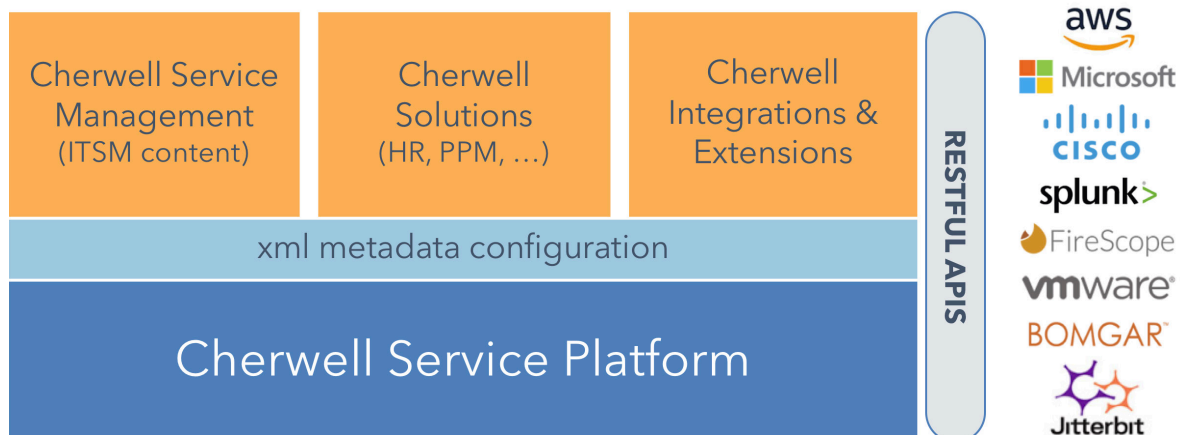 Cherwell Service
Management
(ITSM content)
Cherwell
Solutions
(HR, PPM, ...)
Cherwell
Integrations &
Extensions
xml metadata configuration
Cherwell Service Platform
RESTFUL APIS
aws
Microsoft
CISCO
splunk>
FireScope
vmware®
BOMGAR™
Jitterbit